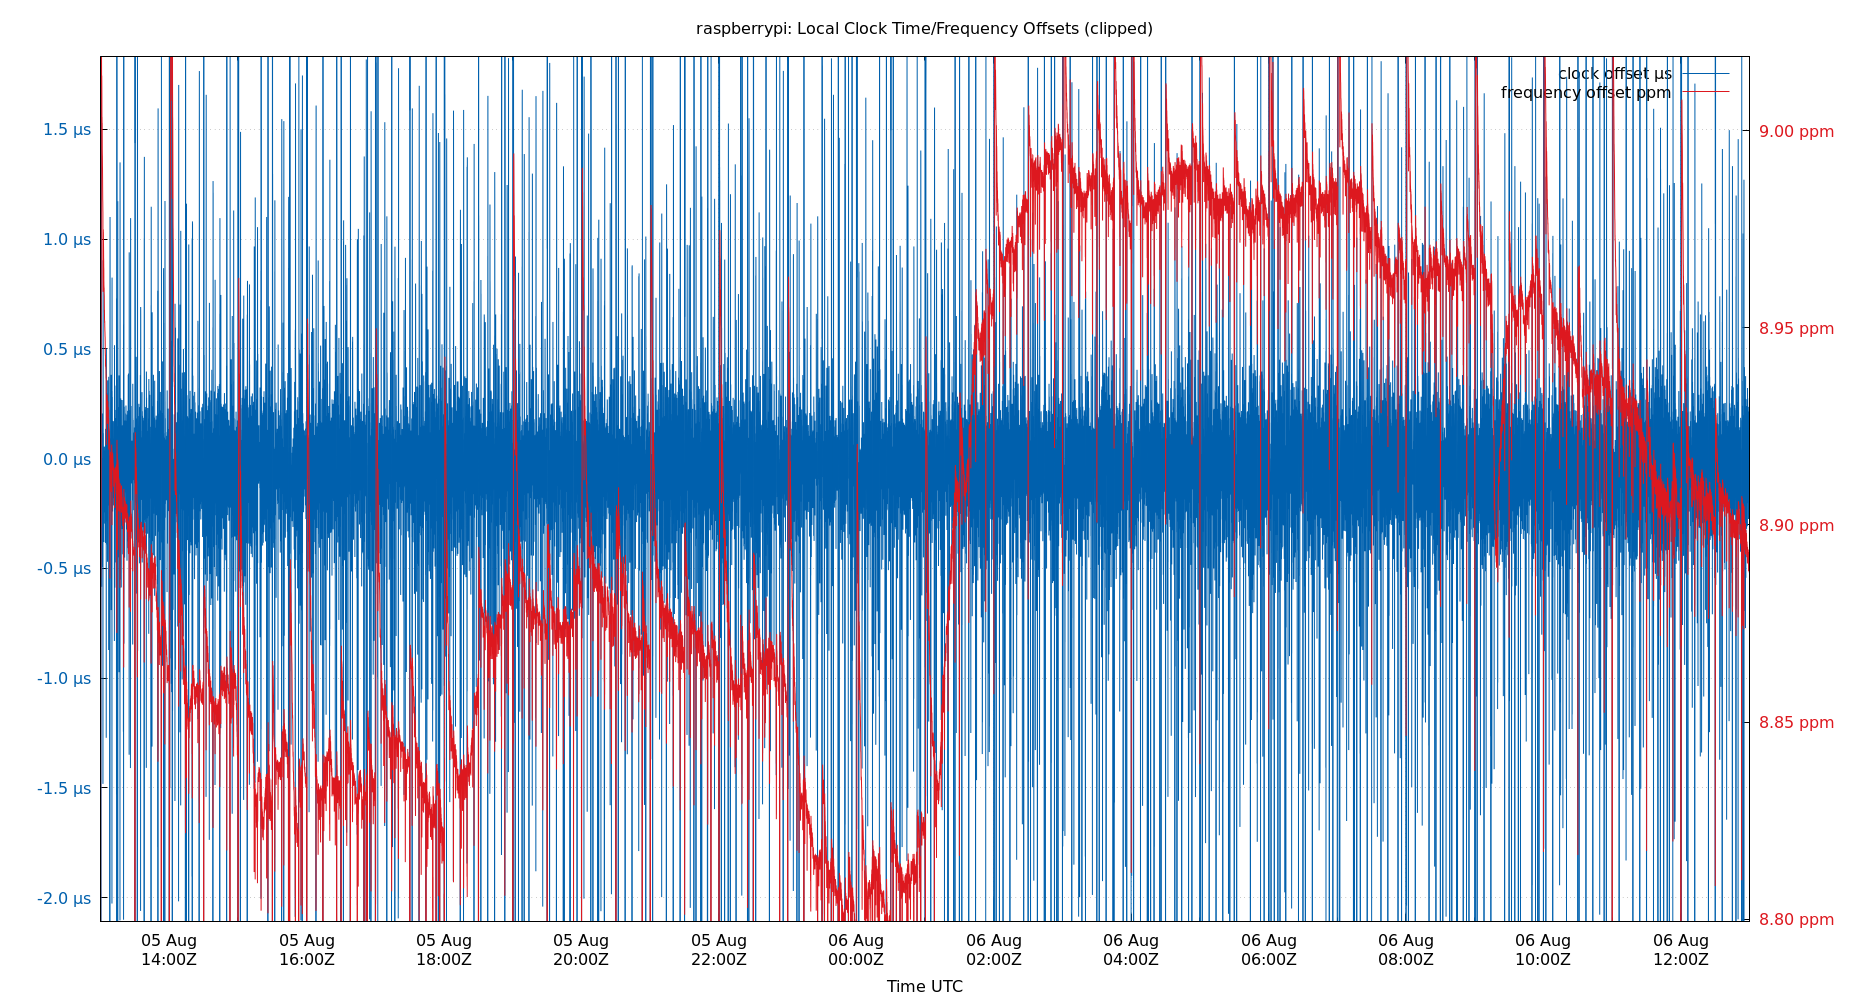 raspberrypi: Local Clock Time/Frequency Offsets (clipped)
clock offset µs
frequency offset ppm
1.5 µs
1.0 µs
0.5 µs
0.0 µs
-0.5 µs
-1.0 µs
-1.5 µs
-2.0 µs
9.00 ppm
8.95 ppm
8.90 ppm
8.85 ppm
8.80 ppm
05 Aug 05 Aug 05 Aug 05 Aug 05 Aug 06 Aug 06 Aug 06 Aug 06 Aug 06 Aug 06 Aug 06 Aug
14:00Z 16:00Z 18:00Z 20:00Z 22:00Z 00:00Z 02:00Z 04:00Z 06:00Z 08:00Z 10:00Z 12:00Z
Time UTC